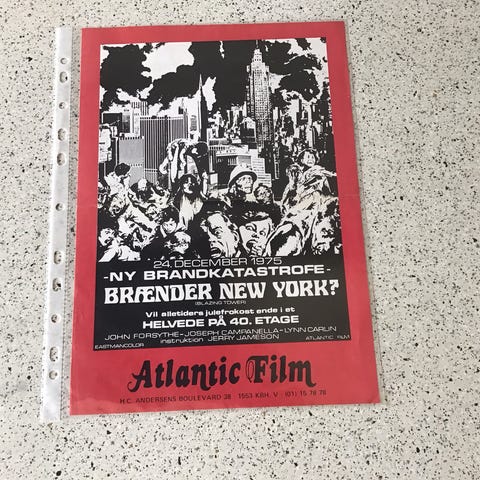 24. DECEMBER 1975
-NY BRANDKATASTROFE-
BRÆNDER NEW YORK?
(BLAZING TOWER)
Vil alletiders julefrokost ende i et
HELVEDE PÅ 40. ETAGE
JOHN FORSYTHE-JOSEPH CAMPANELLA-LYNN CARLIN
instruktion JERRY JAMESON
EASTMANCOLOR
ATLANTIC FILM
Atlantic Film
H.C. ANDERSENS BOULEVARD 38 · 1553 KBH. V · (01) 15 78 78